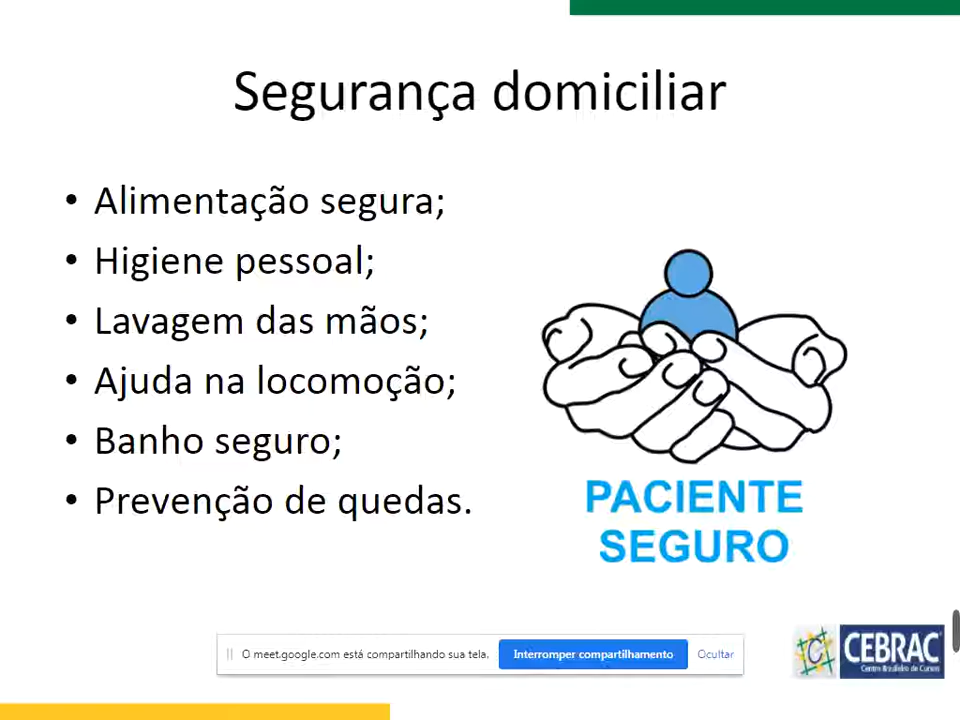 Segurança domiciliar
• Alimentação segura;
• Higiene pessoal;
• Lavagem das mãos;
• Ajuda na locomoção;
• Banho seguro;
• Prevenção de quedas.
PACIENTE
SEGURO
O meet.google.com está compartilhando sua tela.
Interromper compartilhamento
Ocultar
CEBRAC
Centro Brasileiro de Cursos